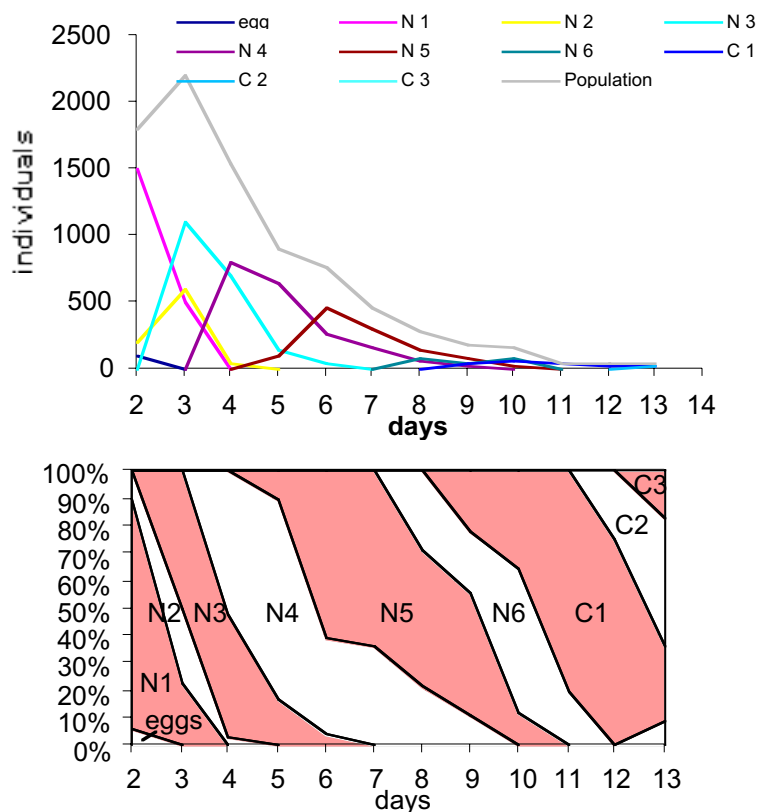 egg N 1 N 2 N 3
N 4 N 5 N 6 C 1
C 2 C 3 Population
2500
2000
1500
1000
500
0
individuals
2 3 4 5 6 7 8 9 10 11 12 13 14
days
100%
90%
80%
70%
60%
50%
40%
30%
20%
10%
0%
C3
C2
N2 N3 N4 N5 N6 C1
N1
eggs
2 3 4 5 6 7 8 9 10 11 12 13
days